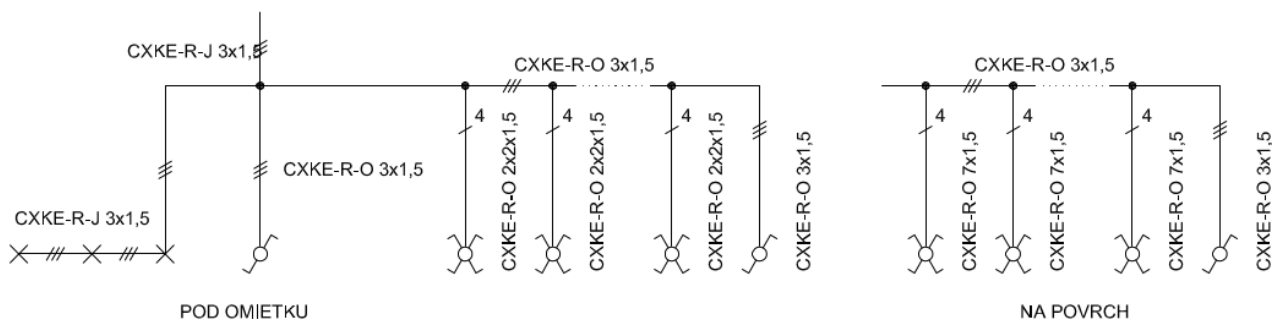 CXKE-R-J 3x1,5
CXKE-R-O 3x1,5
4
CXKE-R-O 2x2x1,5
4
CXKE-R-O 2x2x1,5
4
CXKE-R-O 2x2x1,5
CXKE-R-O 3x1,5
CXKE-R-O 3x1,5
CXKE-R-J 3x1,5
POD OMIETKU
CXKE-R-O 3x1,5
4
CXKE-R-O 7x1,5
4
CXKE-R-O 7x1,5
4
CXKE-R-O 7x1,5
CXKE-R-O 3x1,5
NA POVRCH